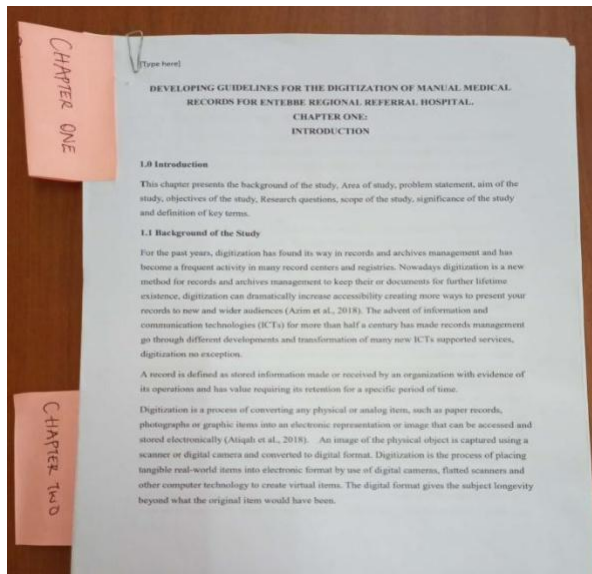 CHAPTER ONE
[Type here]
DEVELOPING GUIDELINES FOR THE DIGITIZATION OF MANUAL MEDICAL
RECORDS FOR ENTEBBE REGIONAL REFERRAL HOSPITAL.
CHAPTER ONE:
INTRODUCTION
1.0 Introduction
This chapter presents the background of the study, Area of study, problem statement, aim of the
study, objectives of the study, Research questions, scope of the study, significance of the study
and definition of key terms.
1.1 Background of the Study
For the past years, digitization has found its way in records and archives management and has
become a frequent activity in many record centers and registries. Nowadays digitization is a new
method for records and archives management to keep their or documents for further lifetime
existence, digitization can dramatically increase accessibility creating more ways to present your
records to new and wider audiences (Azim et al., 2018). The advent of information and
communication technologies (ICTs) for more than half a century has made records management
go through different developments and transformation of many new ICTs supported services,
digitization no exception.
A record is defined as stored information made or received by an organization with evidence of
its operations and has value requiring its retention for a specific period of time.
CHAPTER TWO
Digitization is a process of converting any physical or analog item, such as paper records,
photographs or graphic items into an electronic representation or image that can be accessed and
stored electronically (Atiqah et al., 2018). An image of the physical object is captured using a
scanner or digital camera and converted to digital format. Digitization is the process of placing
tangible real-world items into electronic format by use of digital cameras, flatted scanners and
other computer technology to create virtual items. The digital format gives the subject longevity
beyond what the original item would have been.